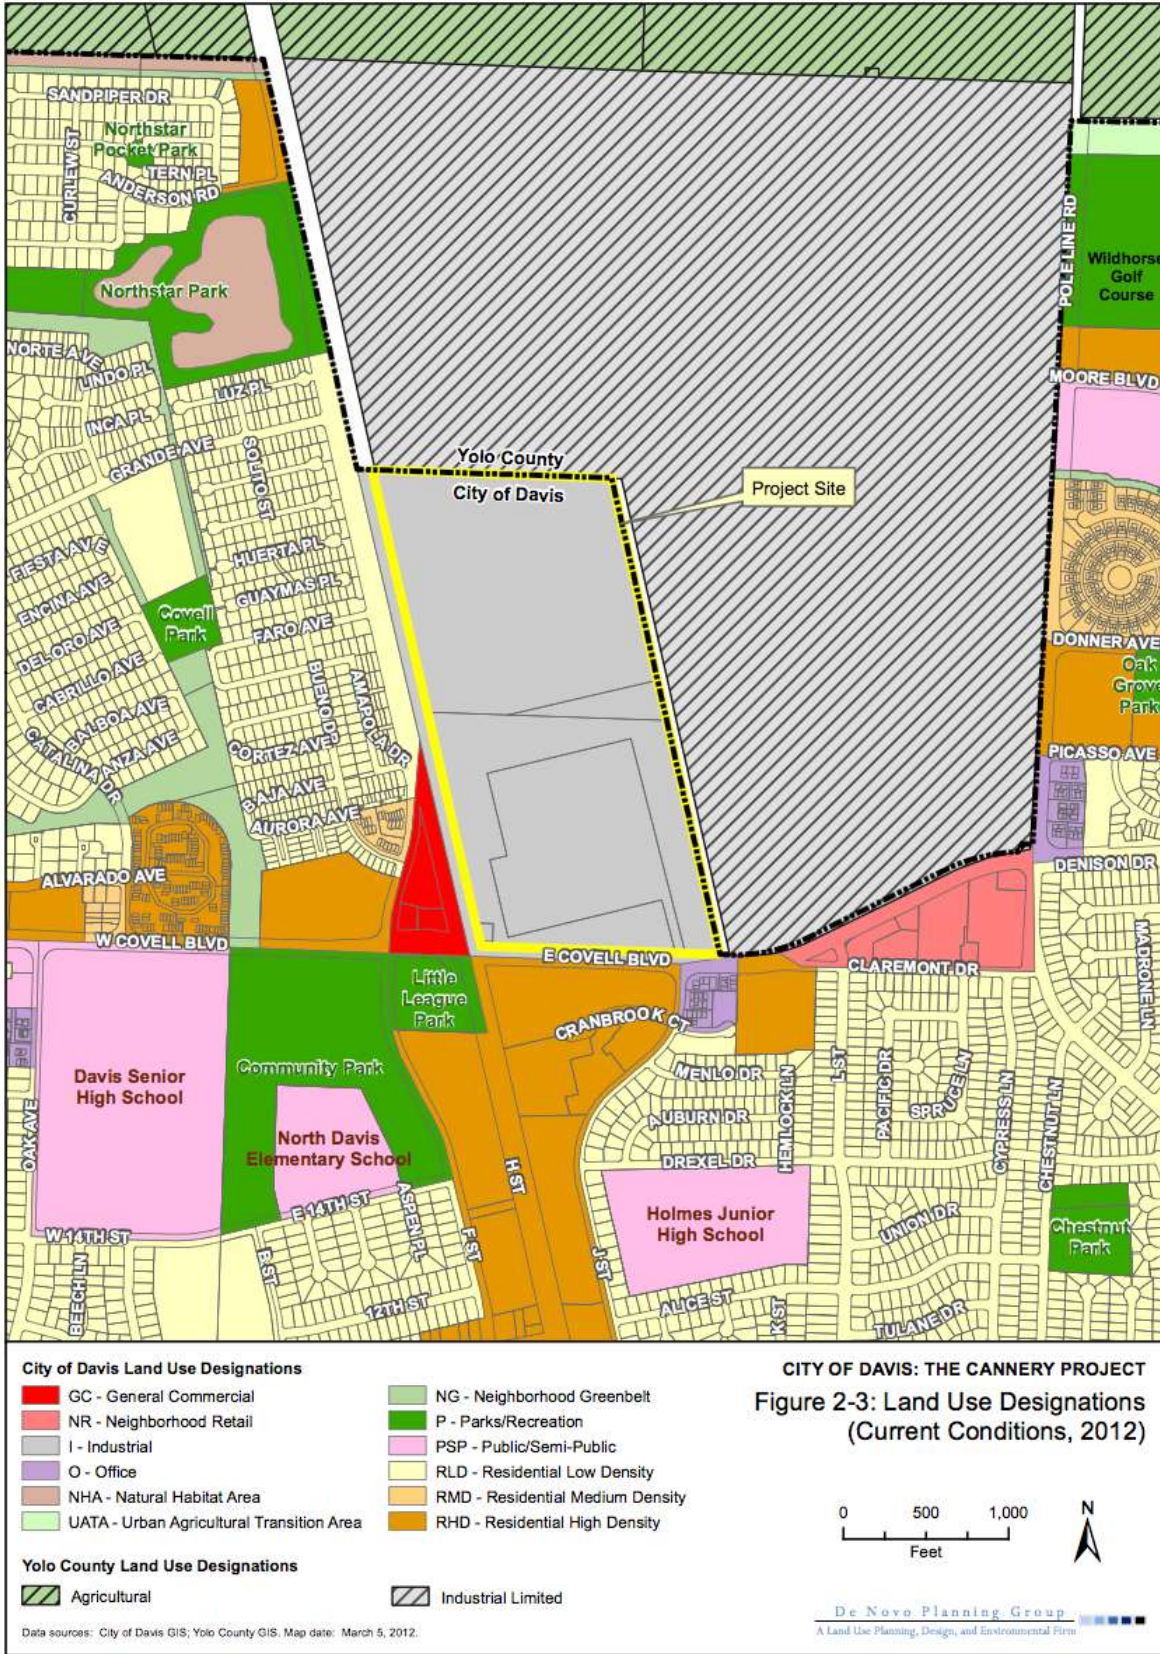 SANDPIPER DR
Northstar
Pocket Park
CURLEW ST
TERN PL
ANDERSON RD
Northstar Park
POLE LINE RD
Wildhorse
Golf
Course
NORTE AVE
LINDO PL
LUZ PL
MOORE BLVD
INCA PL
GRANDE AVE
SOLITO ST
Yolo County
City of Davis
Project Site
FIESTA AVE
HUERTA PL
ENCINA AVE
GUAYMAS PL
Covell
Park
DEL ORO AVE
FARO AVE
DONNER AVE
Oak
Grove
Park
CABRILLO AVE
BUENO DR
AMAPOLA DR
BALBOA AVE
CATALINA DR
ANZA AVE
CORTEZ AVE
PICASSO AVE
BAJA AVE
AURORA AVE
DENISON DR
ALVARADO AVE
W COVELL BLVD
E COVELL BLVD
CLAREMONT DR
MADRONE LN
Little
League
Park
CRANBROOK CT
Community Park
Davis Senior
High School
MENLO DR
HEMLOCK LN
L ST
PACIFIC DR
SPRUCE LN
CYPRESS LN
CHESTNUT LN
AUBURN DR
OAK AVE
North Davis
Elementary School
DREXEL DR
H ST
E 14TH ST
ASPEN PL
Holmes Junior
High School
UNION DR
Chestnut
Park
W 14TH ST
F ST
B ST
J ST
BEECH LN
12TH ST
ALICE ST
K ST
TULANE DR
City of Davis Land Use Designations
GC - General Commercial
NR - Neighborhood Retail
I - Industrial
O - Office
NHA - Natural Habitat Area
UATA - Urban Agricultural Transition Area
NG - Neighborhood Greenbelt
P - Parks/Recreation
PSP - Public/Semi-Public
RLD - Residential Low Density
RMD - Residential Medium Density
RHD - Residential High Density
Yolo County Land Use Designations
Agricultural
Industrial Limited
Data sources: City of Davis GIS; Yolo County GIS. Map date: March 5, 2012.
CITY OF DAVIS: THE CANNERY PROJECT
Figure 2-3: Land Use Designations
(Current Conditions, 2012)
0 500 1,000
Feet
N
De Novo Planning Group
A Land Use Planning, Design, and Environmental Firm